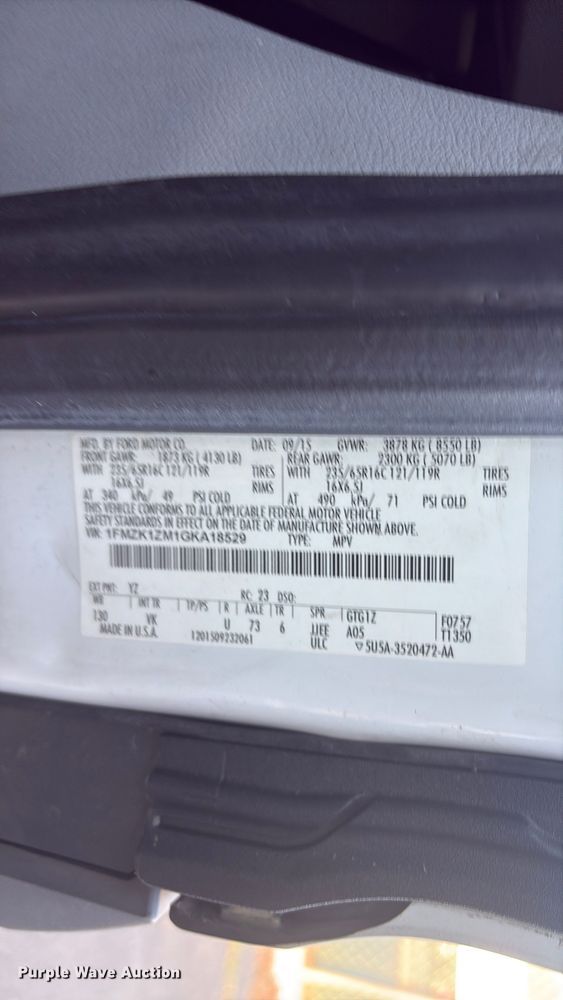 MFD. BY FORD MOTOR CO. DATE: 09/15 GVWR: 3878 KG ( 8550 LB)
FRONT GAWR: 1873 KG ( 4130 LB) REAR GAWR: 2300 KG ( 5070 LB)
WITH 235/65R16C 121/119R TIRES WITH 235/65R16C 121/119R TIRES
16X6.5J RIMS 16X6.5J RIMS
AT 340 kPa/ 49 PSI COLD AT 490 kPa/ 71 PSI COLD
THIS VEHICLE CONFORMS TO ALL APPLICABLE FEDERAL MOTOR VEHICLE
SAFETY STANDARDS IN EFFECT ON THE DATE OF MANUFACTURE SHOWN ABOVE.
VIN: 1FMZK1ZM1GKA18529 TYPE: MPV
EXT PNT: YZ RC: 23 DSO:
WB INT TR TP/PS R AXLE TR SPR GTG1Z F0757
130 VK U 73 6 JJEE A05 T1350
MADE IN U.S.A. 1201509232061 ULC 5U5A-3520472-AA
Purple Wave Auction